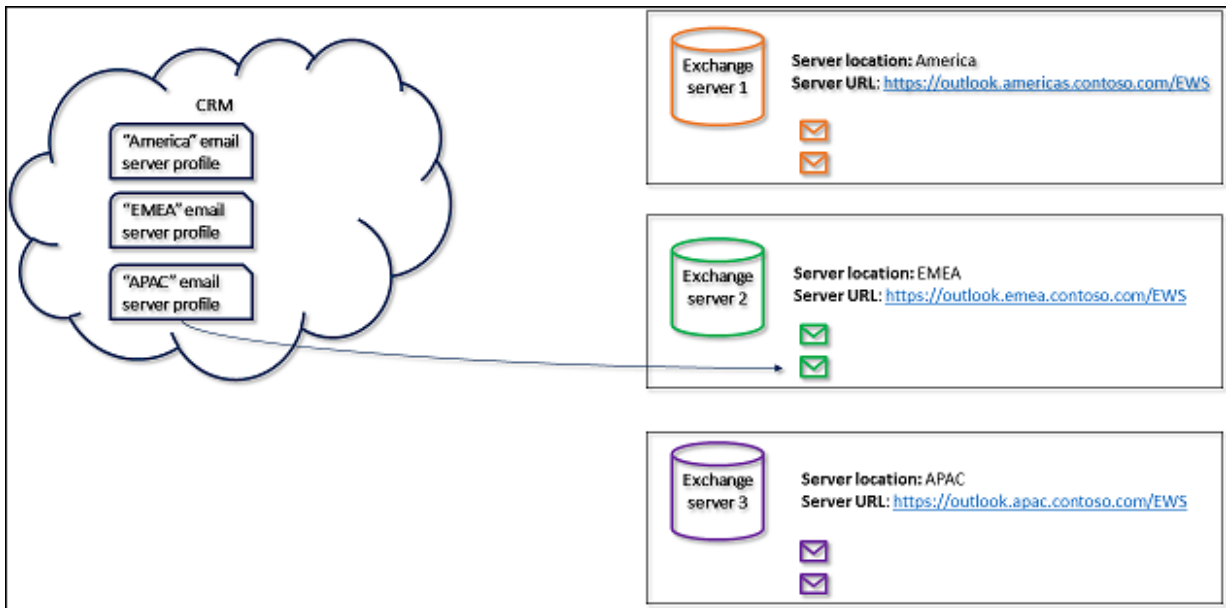 CRM
"America" email
server profile
"EMEA" email
server profile
"APAC" email
server profile
Exchange
server 1
Server location: America
Server URL: https://outlook.americas.contoso.com/EWS
Exchange
server 2
Server location: EMEA
Server URL: https://outlook.emea.contoso.com/EWS
Exchange
server 3
Server location: APAC
Server URL: https://outlook.apac.contoso.com/EWS